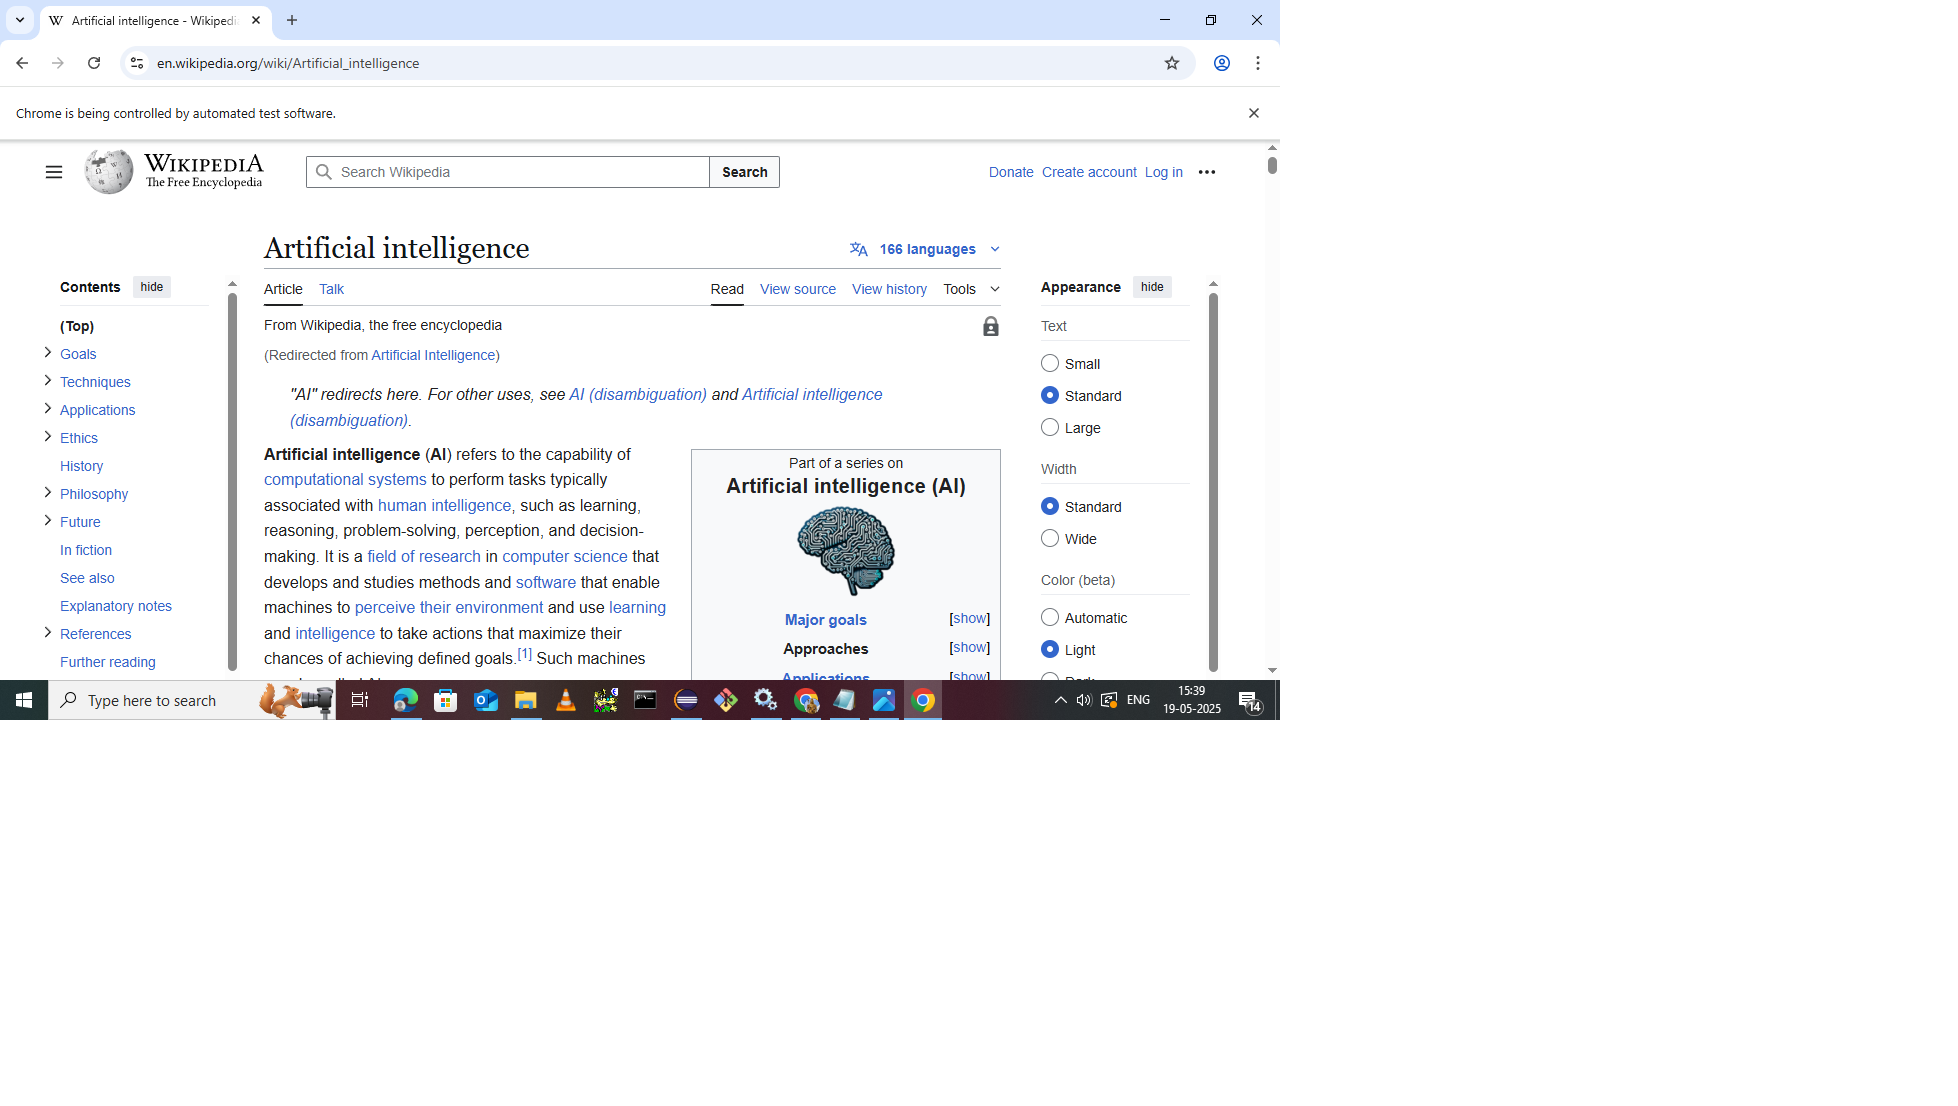 Artificial intelligence - Wikipedi
en.wikipedia.org/wiki/Artificial_intelligence
Chrome is being controlled by automated test software.
WIKIPEDIA
The Free Encyclopedia
Search Wikipedia
Search
Donate Create account Log in
Artificial intelligence
166 languages
Contents hide
Article Talk
Read View source View history Tools
Appearance hide
(Top)
Goals
Techniques
Applications
Ethics
History
Philosophy
Future
In fiction
See also
Explanatory notes
References
Further reading
From Wikipedia, the free encyclopedia
(Redirected from Artificial Intelligence)
"AI" redirects here. For other uses, see AI (disambiguation) and Artificial intelligence
(disambiguation).
Artificial intelligence (AI) refers to the capability of
computational systems to perform tasks typically
associated with human intelligence, such as learning,
reasoning, problem-solving, perception, and decision-
making. It is a field of research in computer science that
develops and studies methods and software that enable
machines to perceive their environment and use learning
and intelligence to take actions that maximize their
chances of achieving defined goals.[1] Such machines
Part of a series on
Artificial intelligence (AI)
Major goals [show]
Approaches [show]
Applications [show]
Text
Small
Standard
Large
Width
Standard
Wide
Color (beta)
Automatic
Light
Type here to search
ENG
15:39
19-05-2025
14